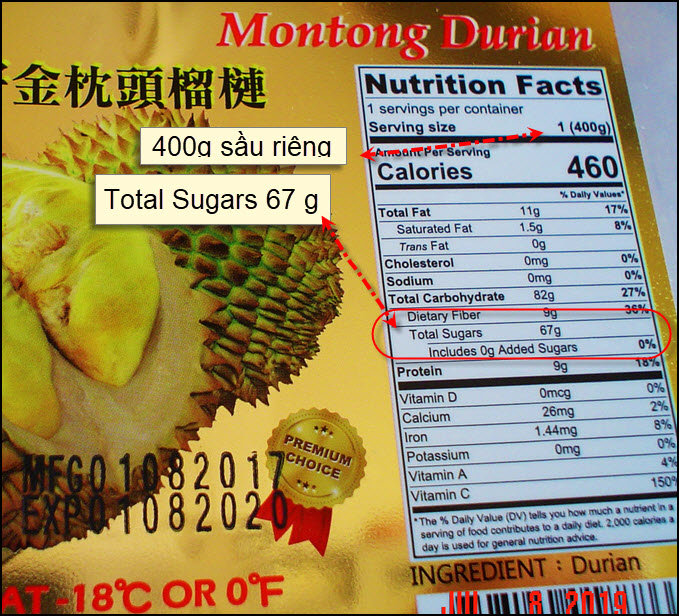 Montong Durian
金枕頭榴槤
Nutrition Facts
1 servings per container
Serving size 1 (400g)
400g sầu riêng
Amount Per Serving
Calories 460
Total Sugars 67 g
% Daily Values*
Total Fat 11g 17%
Saturated Fat 1.5g 8%
Trans Fat 0g
Cholesterol 0mg 0%
Sodium 0mg 0%
Total Carbohydrate 82g 27%
Dietary Fiber 9g 36%
Total Sugars 67g
Includes 0g Added Sugars 0%
Protein 9g 18%
Vitamin D 0mcg 0%
Calcium 26mg 2%
Iron 1.44mg 8%
Potassium 0mg 0%
Vitamin A 4%
Vitamin C 150%
*The % Daily Value (DV) tells you how much a nutrient in a
serving of food contributes to a daily diet. 2,000 calories a
day is used for general nutrition advice.
PREMIUM
CHOICE
MFG01082017
EXP01082020
INGREDIENT : Durian
AT -18°C OR 0°F
JUL 8 2019